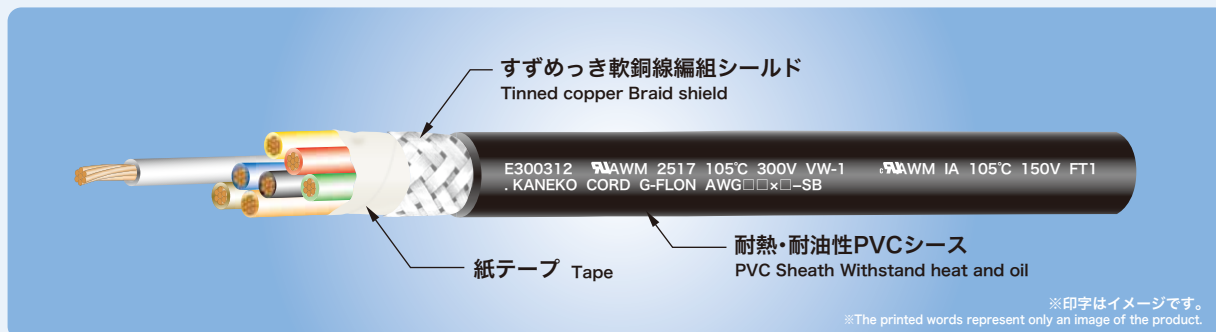 すずめっき軟銅線編組シールド
Tinned copper Braid shield
E300312 AWM 2517 105℃ 300V VW-1 c AWM IA 105℃ 150V FT1
. KANEKO CORD G-FLON AWG□□×□-SB
耐熱・耐油性PVCシース
PVC Sheath Withstand heat and oil
紙テープ Tape
※印字はイメージです。
※The printed words represent only an image of the product.